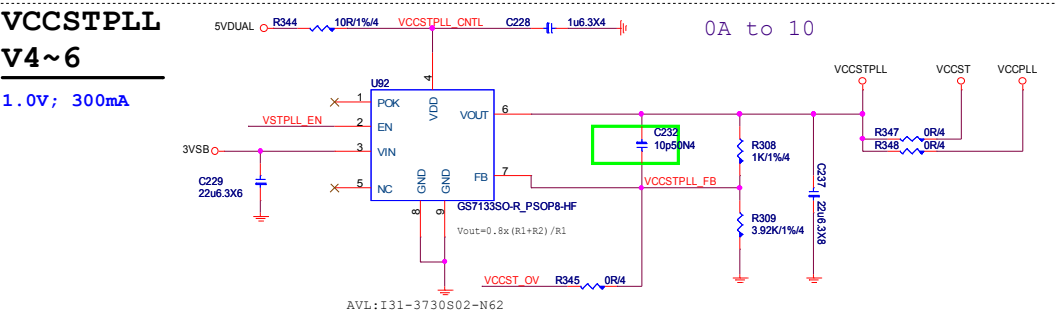 VCCSTPLL
V4~6
1.0V; 300mA
5VDUAL
R344
10R/1%/4
VCCSTPLL_CNTL
C228
1u6.3X4
0A to 10
VCCSTPLL
VCCST
VCCPLL
U92
4
1
POK
VDD
VOUT
6
VSTPLL_EN
2
EN
3VSB
3
VIN
C229
22u6.3X6
5
NC
GND
GND
FB
7
8
9
GS7133SO-R_PSOP8-HF
Vout=0.8x(R1+R2)/R1
C232
10p50N4
VCCSTPLL_FB
R308
1K/1%/4
R309
3.92K/1%/4
C237
22u6.3X8
R347
0R/4
R348
0R/4
VCCST_OV
R345
0R/4
AVL:I31-3730S02-N62